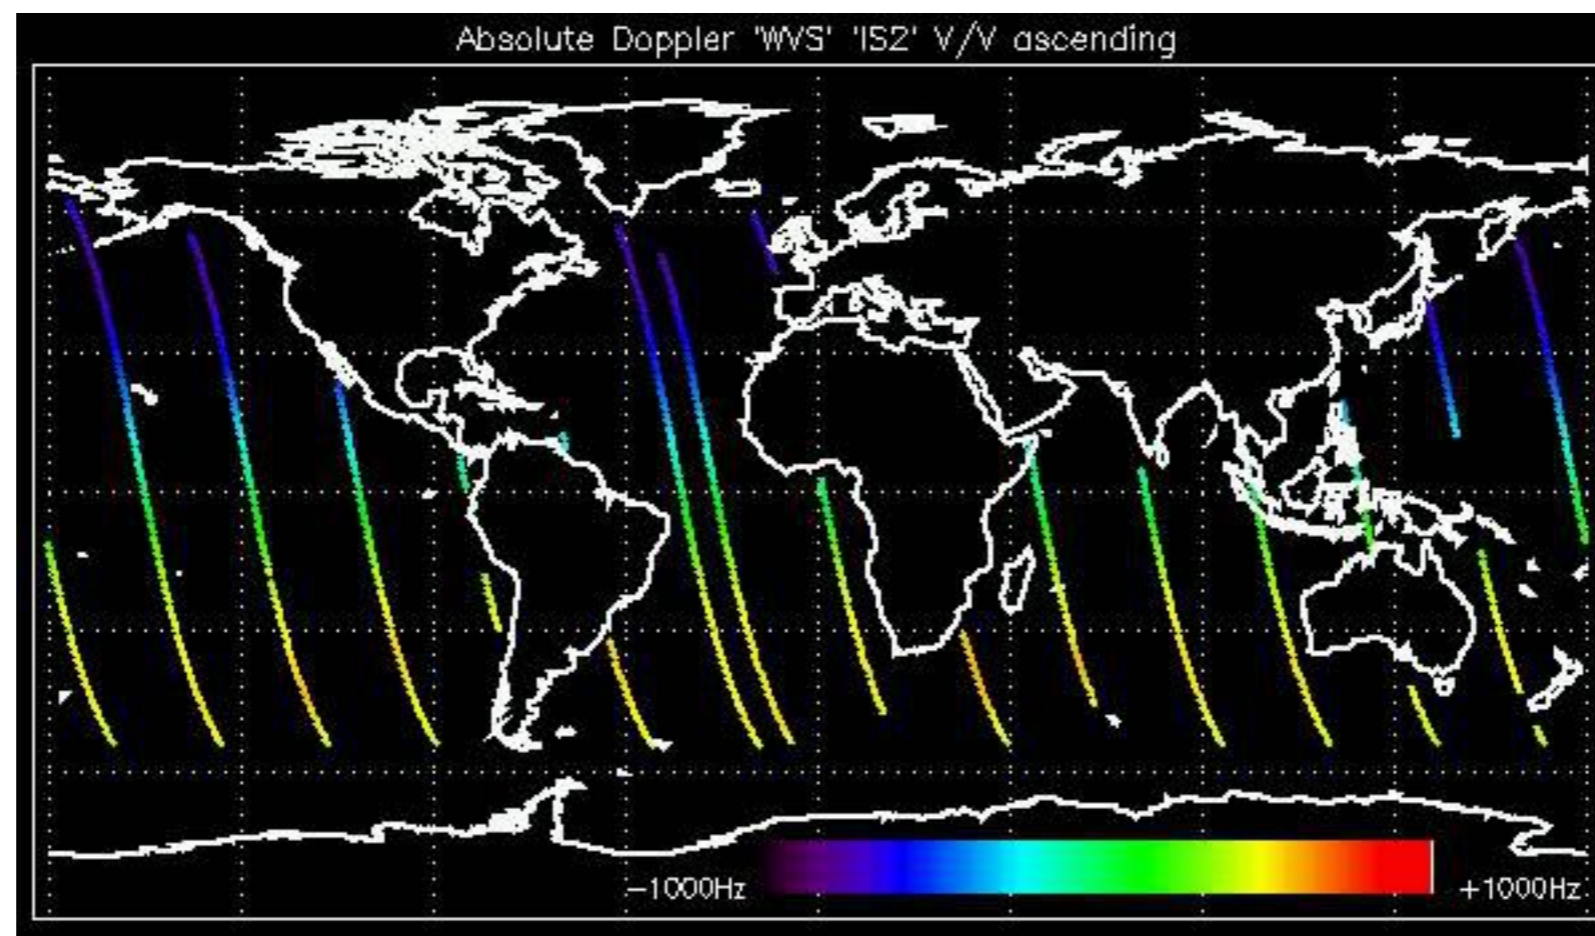 Absolute Doppler 'WVS' 'IS2' V/V ascending
−1000Hz +1000Hz